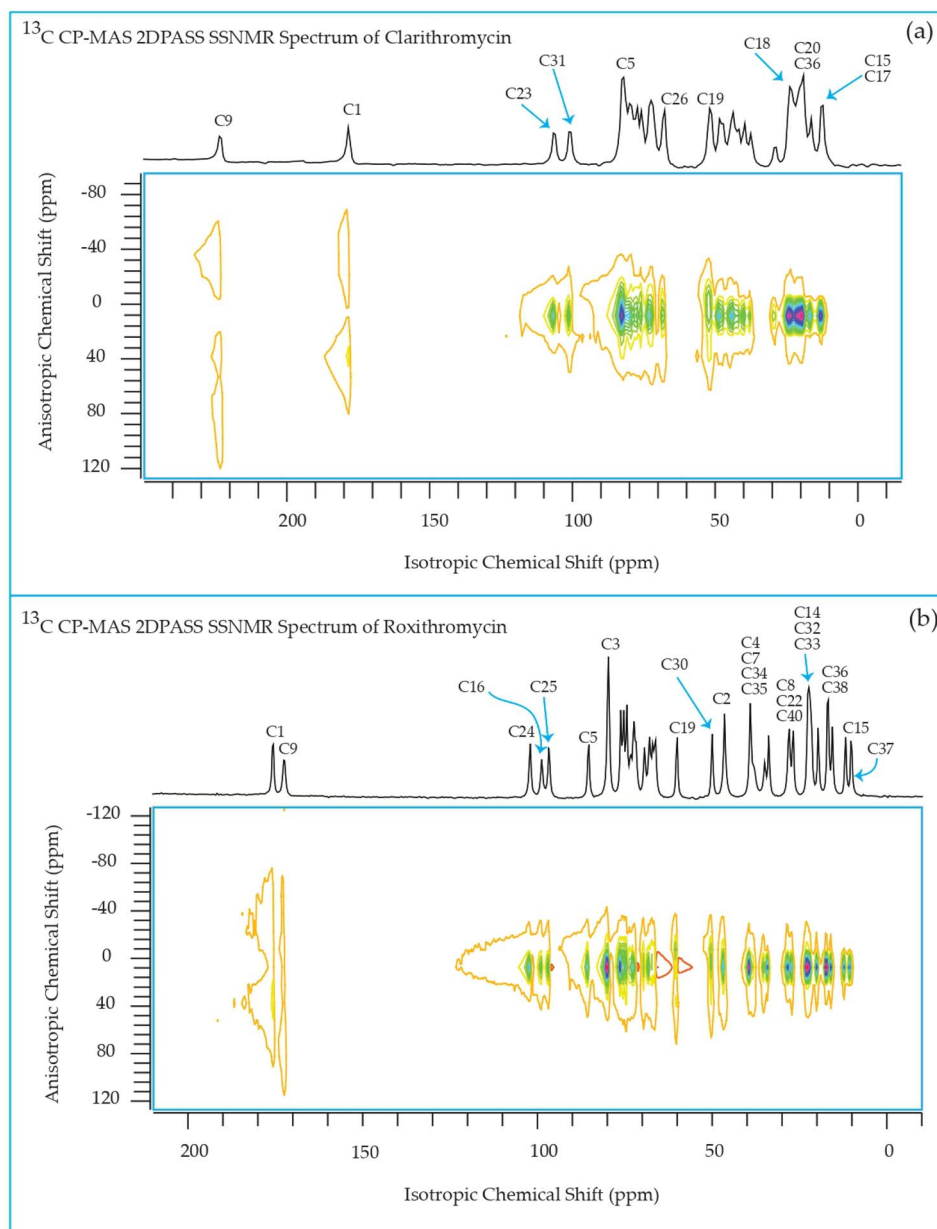 ¹³C CP-MAS 2DPASS SSNMR Spectrum of Clarithromycin
(a)
C9
C1
C23
C31
C5
C26
C19
C18
C20
C36
C15
C17
Anisotropic Chemical Shift (ppm)
-80
-40
0
40
80
120
200
150
100
50
0
Isotropic Chemical Shift (ppm)
¹³C CP-MAS 2DPASS SSNMR Spectrum of Roxithromycin
(b)
C1
C9
C24
C16
C25
C5
C3
C19
C30
C2
C4
C7
C34
C35
C8
C22
C40
C14
C32
C33
C36
C38
C15
C37
Anisotropic Chemical Shift (ppm)
-120
-80
-40
0
40
80
120
200
150
100
50
0
Isotropic Chemical Shift (ppm)